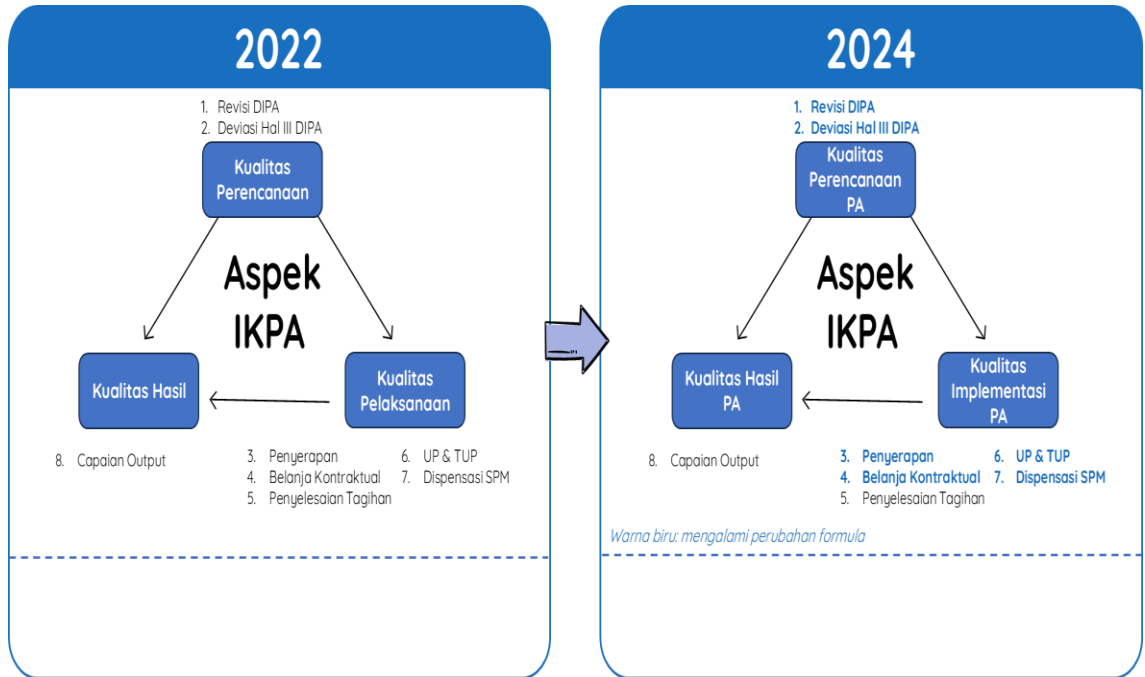 2022
1. Revisi DIPA
2. Deviasi Hal III DIPA
Kualitas
Perencanaan
Aspek
IKPA
Kualitas Hasil
Kualitas
Pelaksanaan
8. Capaian Output
3. Penyerapan
4. Belanja Kontraktual
5. Penyelesaian Tagihan
6. UP & TUP
7. Dispensasi SPM
2024
1. Revisi DIPA
2. Deviasi Hal III DIPA
Kualitas
Perencanaan
PA
Aspek
IKPA
Kualitas Hasil
PA
Kualitas
Implementasi
PA
8. Capaian Output
3. Penyerapan
4. Belanja Kontraktual
5. Penyelesaian Tagihan
6. UP & TUP
7. Dispensasi SPM
Warna biru: mengalami perubahan formula